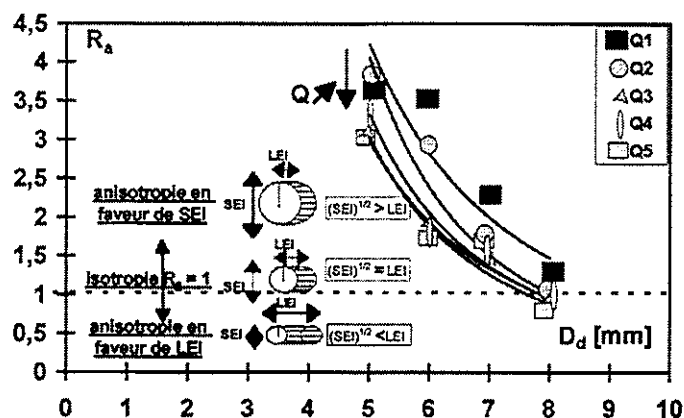 4,5
4
3,5
3
2,5
2
1,5
1
0,5
0
R_a
Q
Q1
Q2
Q3
Q4
Q5
LEI
anisotropie en
faveur de SEI
SEI
(SEI)^1/2 > LEI
LEI
isotropie R_a = 1
SEI
(SEI)^1/2 = LEI
LEI
anisotropie en
faveur de LEI
SEI
(SEI)^1/2 <LEI
D_d [mm]
0 1 2 3 4 5 6 7 8 9 10